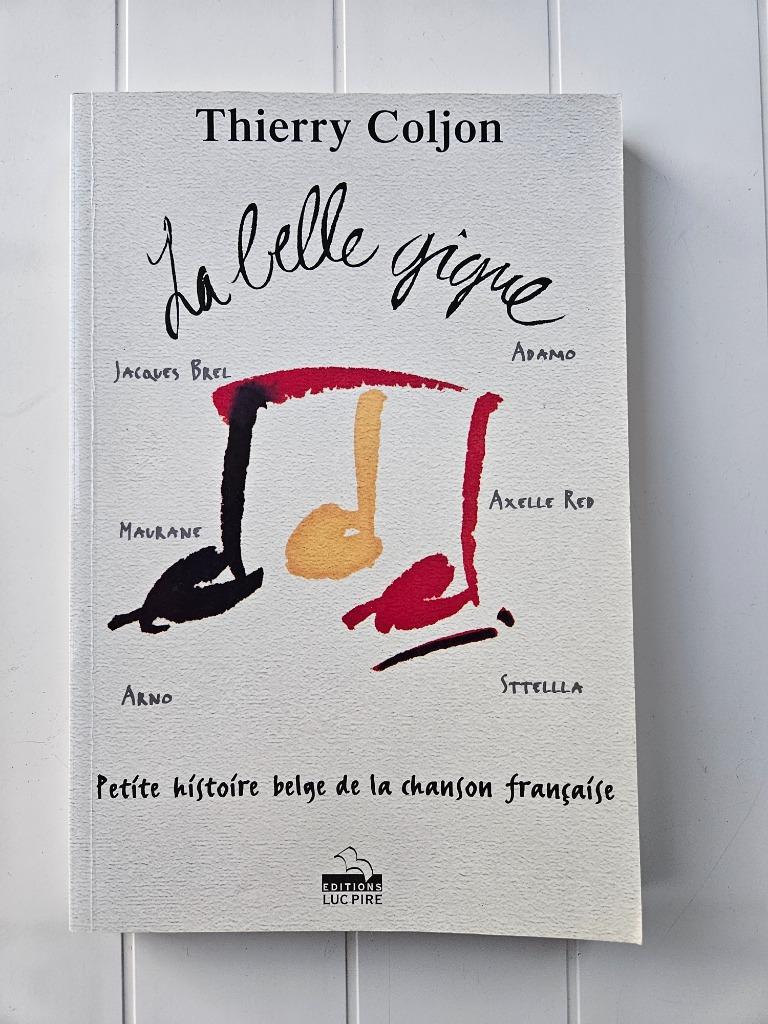 Thierry Coljon
La belle gigue
Adamo
Jacques Brel
Axelle Red
Maurane
Sttellla
Arno
Petite histoire belge de la chanson française
EDITIONS
LUC PIRE